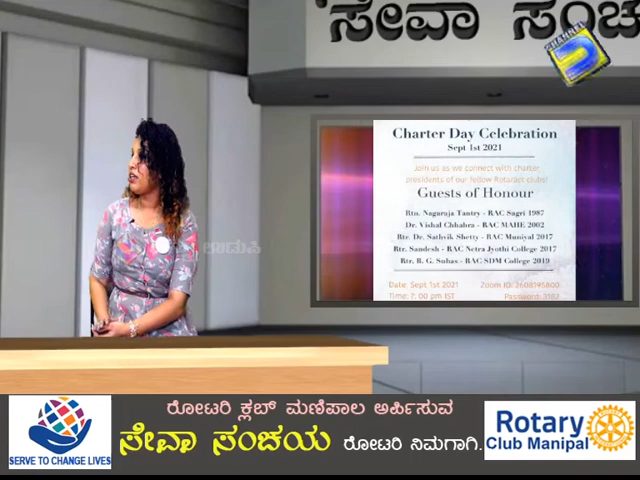 'ಸೇವಾ ಸಂಚ
CHANNEL
Charter Day Celebration
Sept 1st 2021
Join us as we connect with charter
presidents of our fellow Rotaract clubs!
Guests of Honour
Rtn. Nagaraja Tantry - RAC Sagri 1987
Dr. Vishal Chhabra - RAC MAHE 2002
Rtr. Dr. Sathvik Shetty - RAC Muniyal 2017
Rtr. Sandesh - RAC Netra Jyothi College 2017
Rtr. B. G. Suhas - RAC SDM College 2019
Date: Sept 1st 2021 Zoom ID: 2608195800
Time: 7: 00 pm IST Password: 3182
ಉಡುಪಿ
ರೋಟರಿ ಕ್ಲಬ್ ಮಣಿಪಾಲ ಅರ್ಪಿಸುವ
ಸೇವಾ ಸಂಚಯ ರೋಟರಿ ನಿಮಗಾಗಿ.
SERVE TO CHANGE LIVES
Rotary
Club Manipal